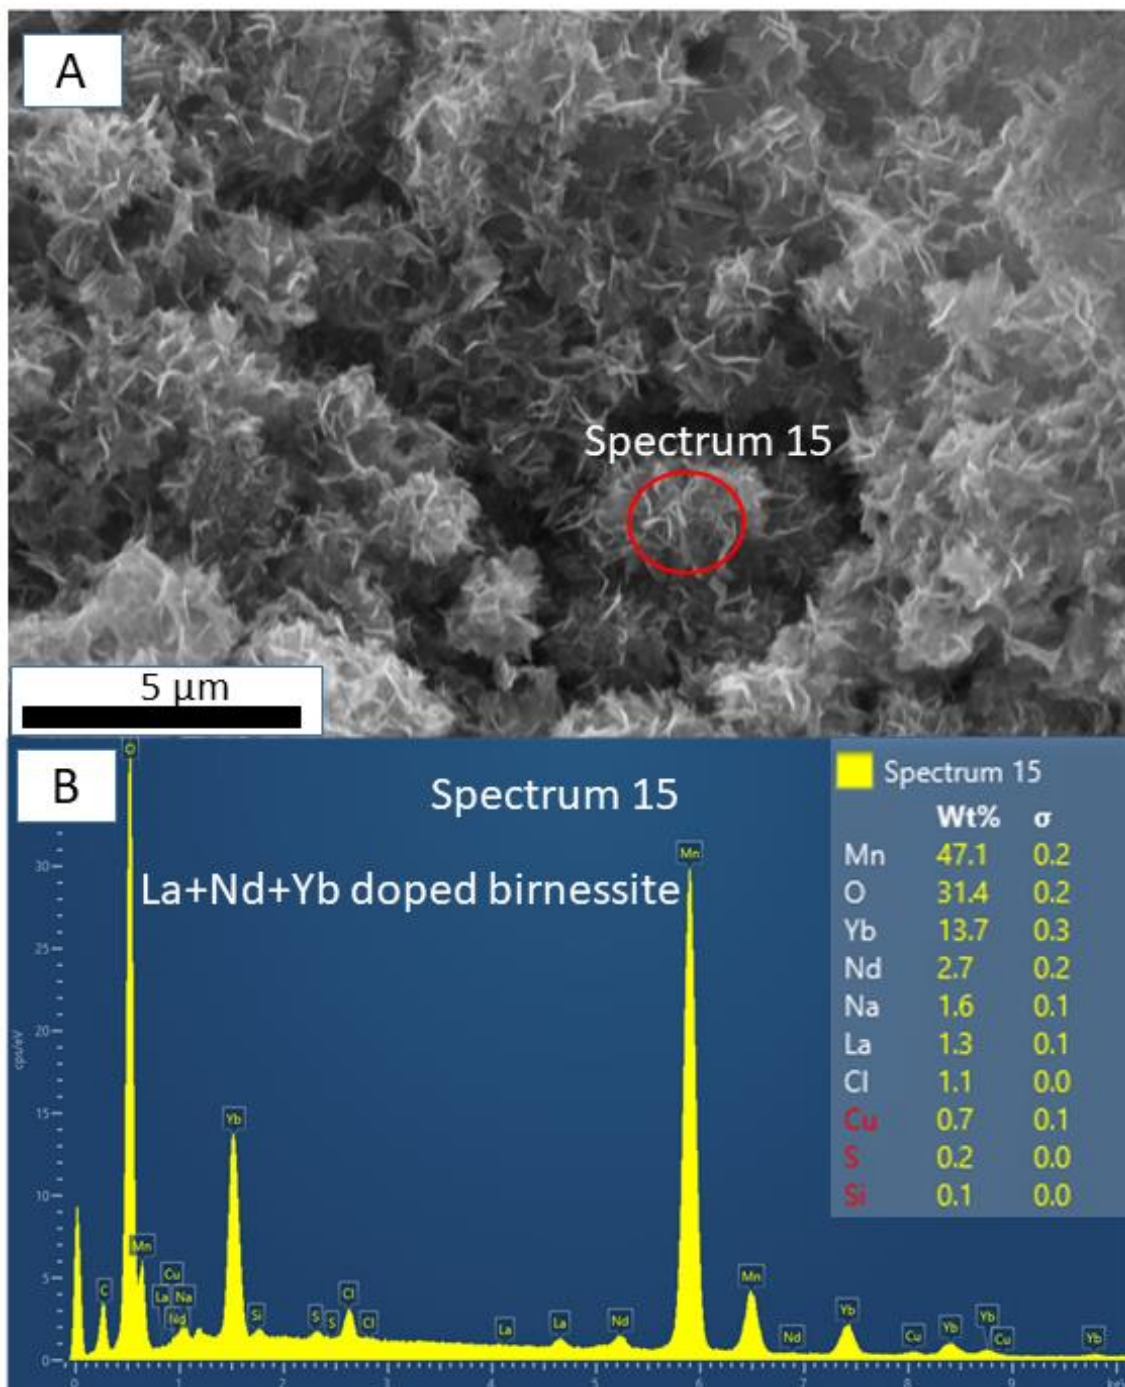 A
Spectrum 15
5 µm
B
Spectrum 15
La+Nd+Yb doped birnessite
Spectrum 15
Wt% σ
Mn 47.1 0.2
O 31.4 0.2
Yb 13.7 0.3
Nd 2.7 0.2
Na 1.6 0.1
La 1.3 0.1
Cl 1.1 0.0
Cu 0.7 0.1
S 0.2 0.0
Si 0.1 0.0
cps/eV
30
25
20
15
10
5
0
O
Mn
C
Cu
La
Na
Nd
Yb
Si
S
S
Cl
Cl
La
La
Nd
Mn
Mn
Nd
Yb
Cu
Yb
Yb
Cu
Yb
0 1 2 3 4 5 6 7 8 9 keV